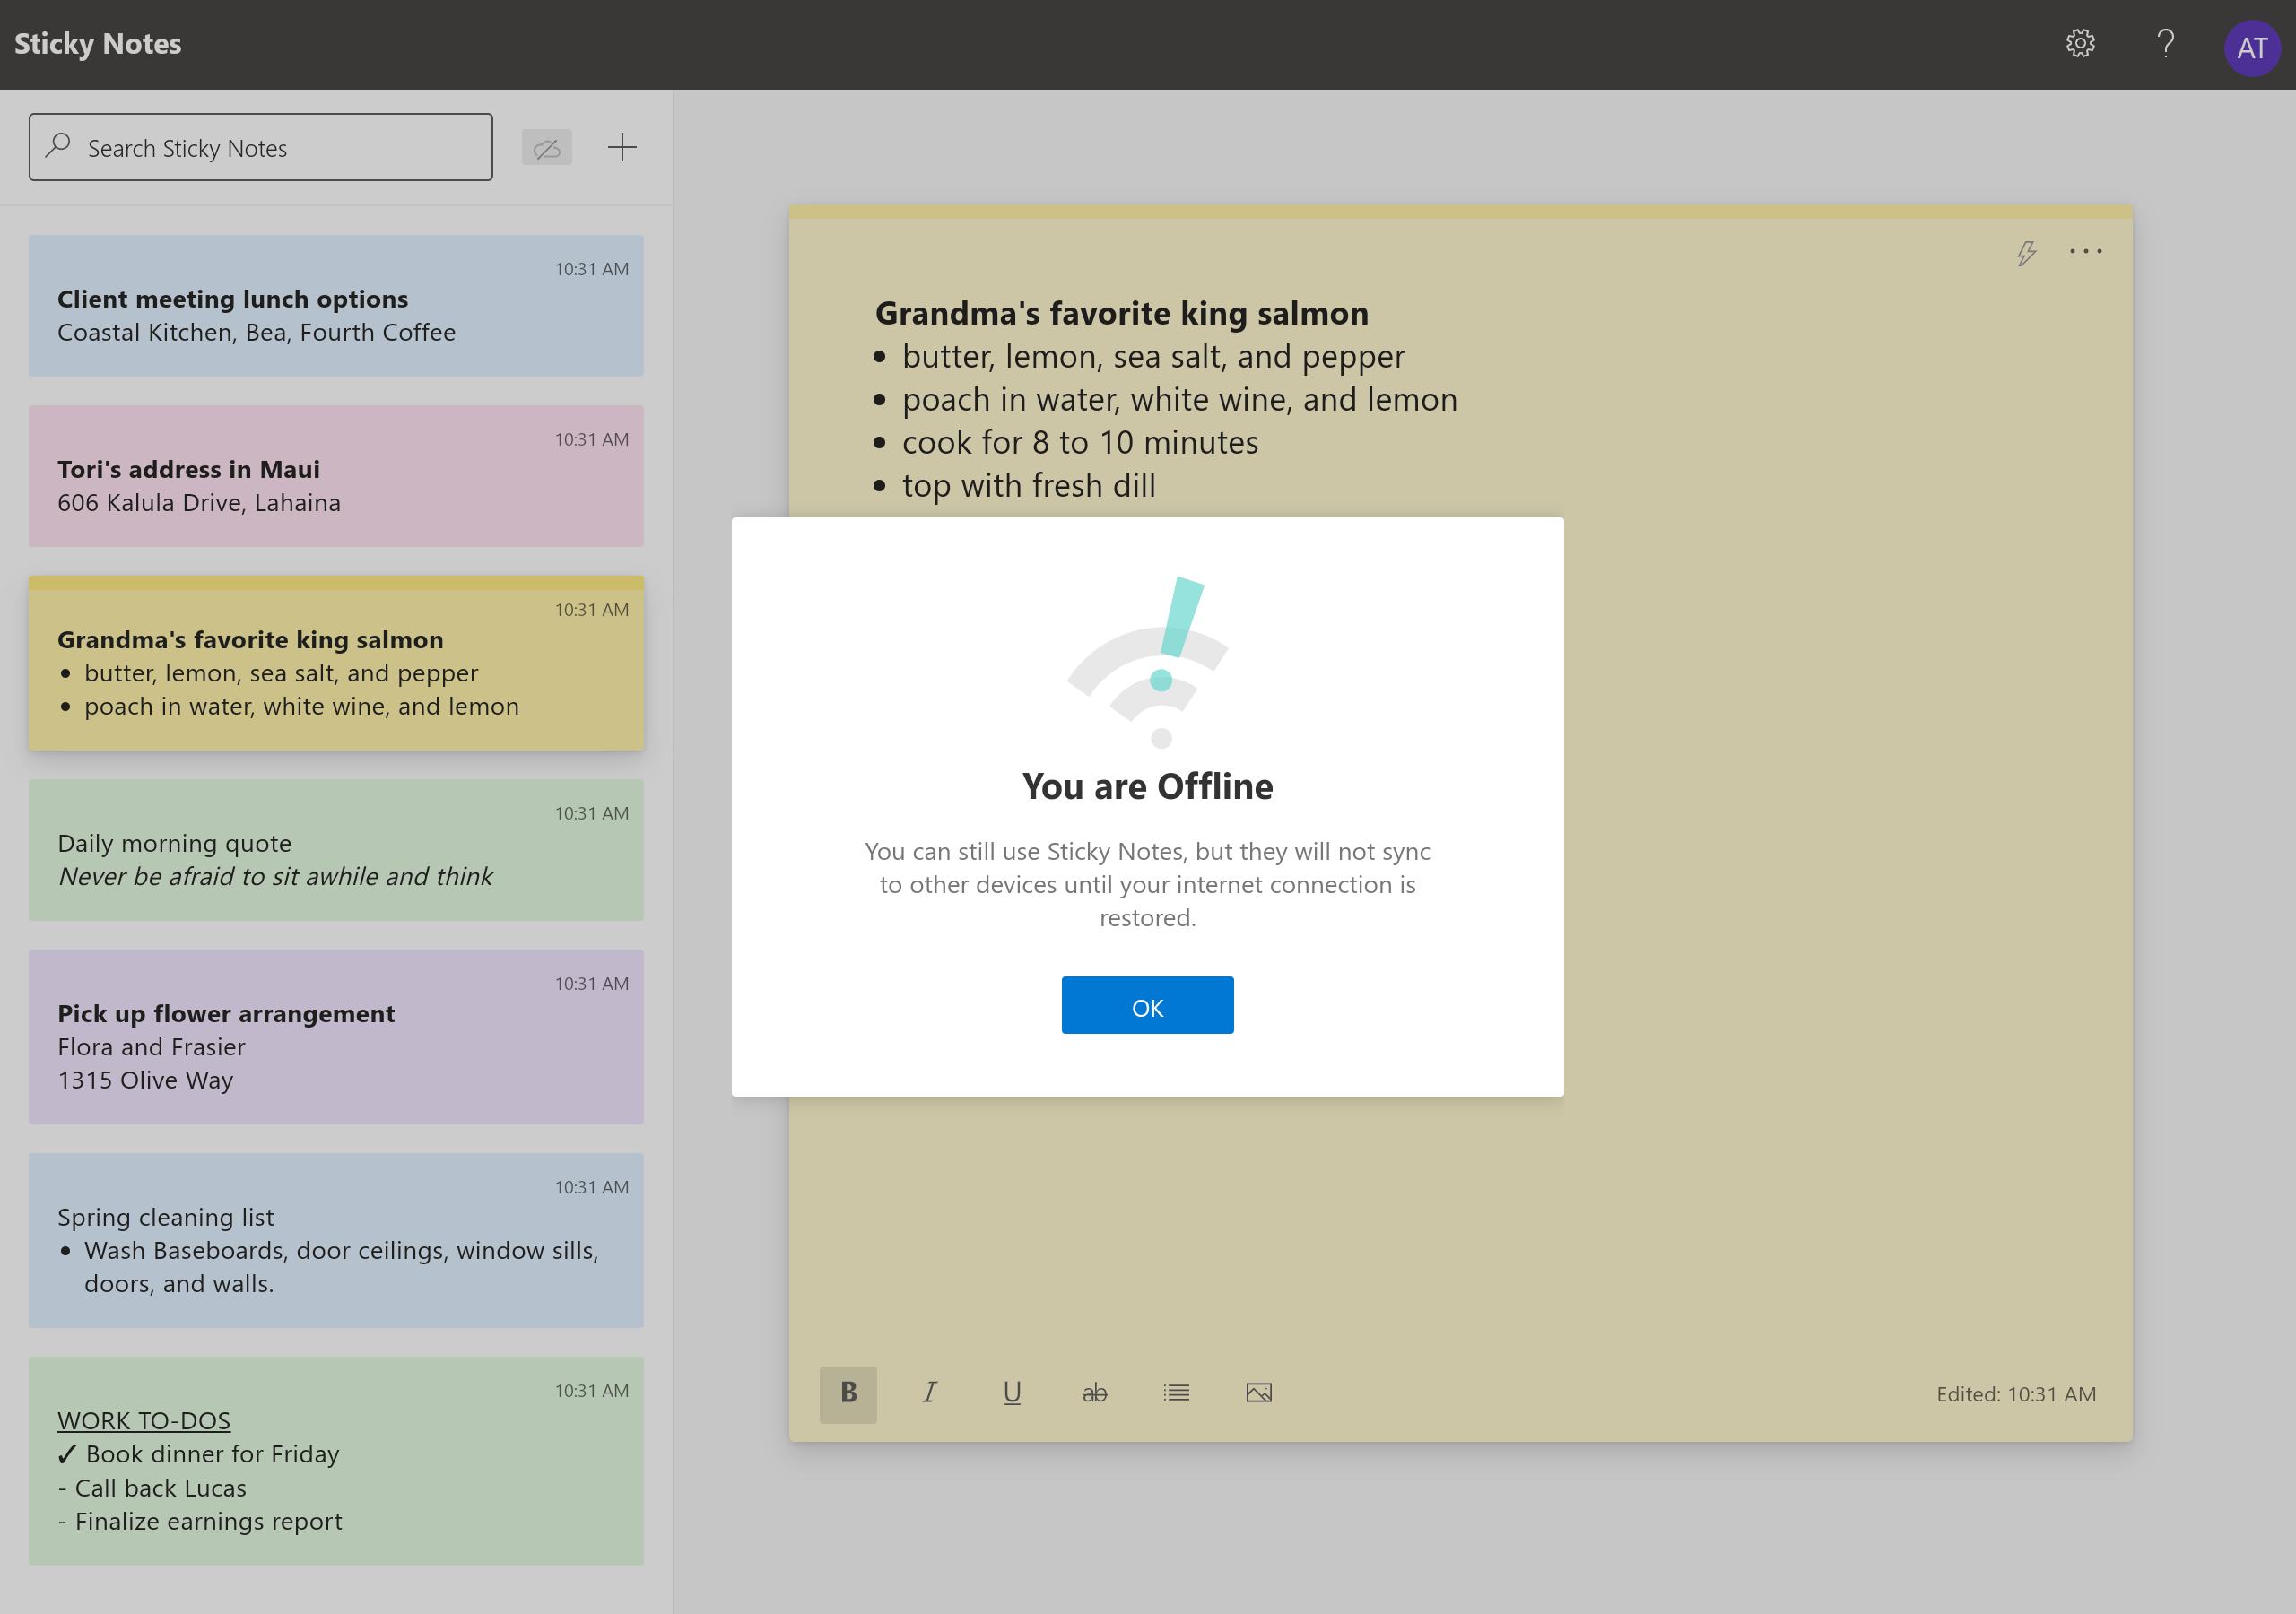 Sticky Notes
AT
Search Sticky Notes
10:31 AM
Client meeting lunch options
Coastal Kitchen, Bea, Fourth Coffee
10:31 AM
Tori's address in Maui
606 Kalula Drive, Lahaina
10:31 AM
Grandma's favorite king salmon
• butter, lemon, sea salt, and pepper
• poach in water, white wine, and lemon
10:31 AM
Daily morning quote
Never be afraid to sit awhile and think
10:31 AM
Pick up flower arrangement
Flora and Frasier
1315 Olive Way
10:31 AM
Spring cleaning list
• Wash Baseboards, door ceilings, window sills,
doors, and walls.
10:31 AM
WORK TO-DOS
✓ Book dinner for Friday
- Call back Lucas
- Finalize earnings report
Grandma's favorite king salmon
• butter, lemon, sea salt, and pepper
• poach in water, white wine, and lemon
• cook for 8 to 10 minutes
• top with fresh dill
You are Offline
You can still use Sticky Notes, but they will not sync
to other devices until your internet connection is
restored.
OK
B I U ab
Edited: 10:31 AM